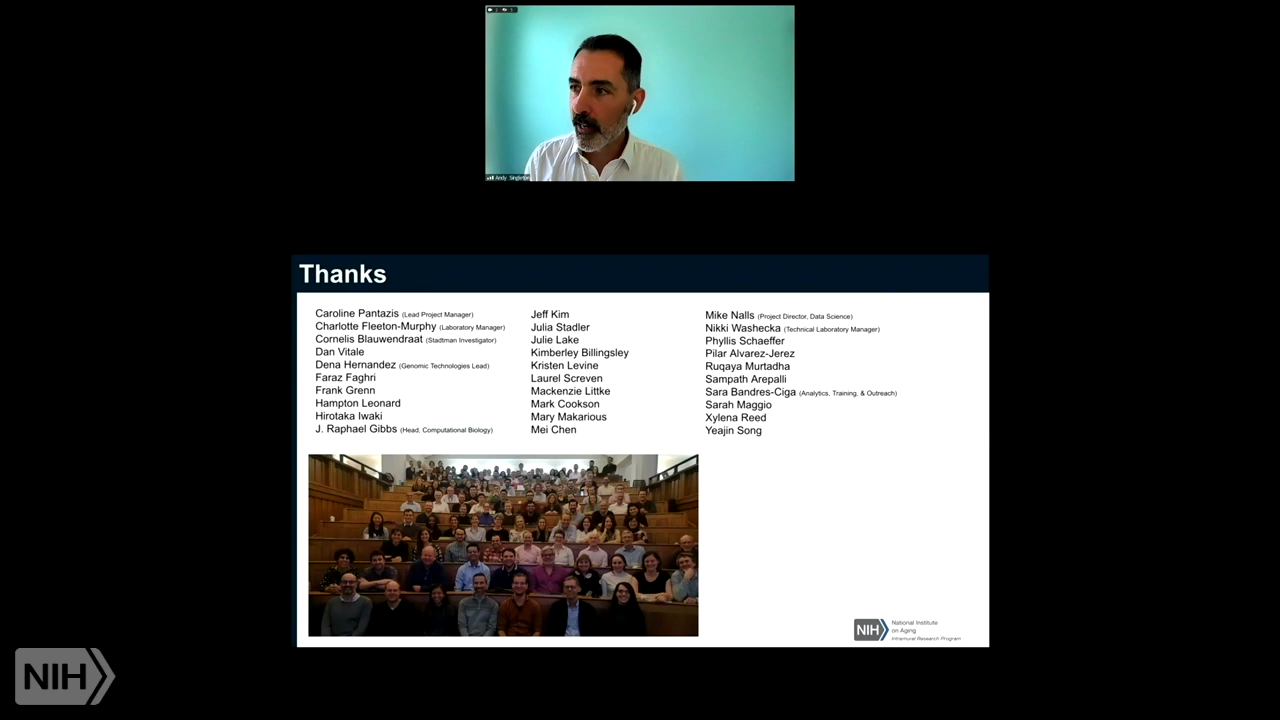 Andy Singleton
Thanks
Caroline Pantazis (Lead Project Manager)
Charlotte Fleeton-Murphy (Laboratory Manager)
Cornelis Blauwendraat (Stadtman Investigator)
Dan Vitale
Dena Hernandez (Genomic Technologies Lead)
Faraz Faghri
Frank Grenn
Hampton Leonard
Hirotaka Iwaki
J. Raphael Gibbs (Head, Computational Biology)
Jeff Kim
Julia Stadler
Julie Lake
Kimberley Billingsley
Kristen Levine
Laurel Screven
Mackenzie Littke
Mark Cookson
Mary Makarious
Mei Chen
Mike Nalls (Project Director, Data Science)
Nikki Washecka (Technical Laboratory Manager)
Phyllis Schaeffer
Pilar Alvarez-Jerez
Ruqaya Murtadha
Sampath Arepalli
Sara Bandres-Ciga (Analytics, Training, & Outreach)
Sarah Maggio
Xylena Reed
Yeajin Song
NIH
National Institute
on Aging
Intramural Research Program
NIH